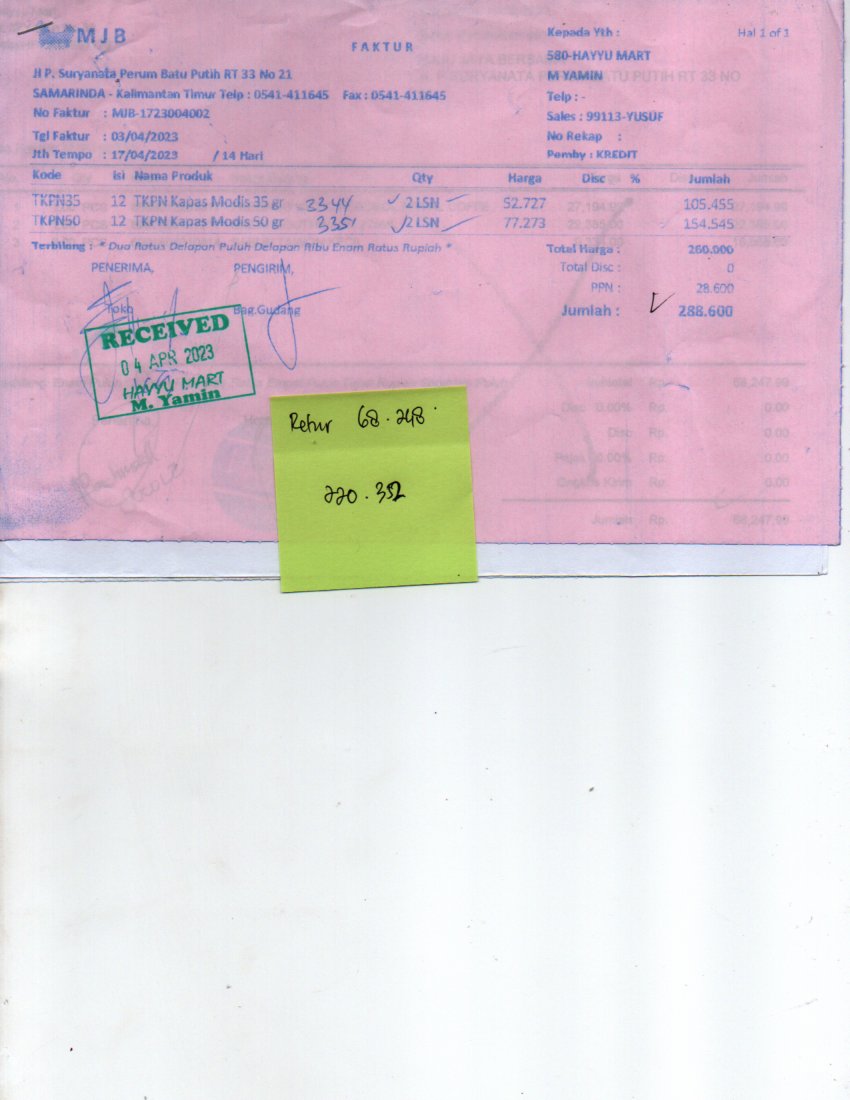 MJB
FAKTUR
Kepada Yth :
Hal 1 of 1
580-HAYYU MART
Jl P. Suryanata Perum Batu Putih RT 33 No 21
M YAMIN
SAMARINDA - Kalimantan Timur Telp : 0541-411645 Fax : 0541-411645
Telp : -
No Faktur : MJB-1723004002
Sales : 99113-YUSUF
Tgl Faktur : 03/04/2023
No Rekap :
Jth Tempo : 17/04/2023 / 14 Hari
Pemby : KREDIT
Kode Isi Nama Produk Qty Harga Disc % Jumlah
TKPN35 12 TKPN Kapas Modis 35 gr 3344 2 LSN 52.727 105.455
TKPN50 12 TKPN Kapas Modis 50 gr 3351 2 LSN 77.273 154.545
Terbilang : * Dua Ratus Delapan Puluh Delapan Ribu Enam Ratus Rupiah *
Total Harga : 260.000
PENERIMA, PENGIRIM,
Total Disc : 0
PPN : 28.600
Toko Bag.Gudang
Jumlah : 288.600
RECEIVED
04 APR 2023
HAYYU MART
M. Yamin
Retur 68.248
220.352
Jumlah Rp. 68,247.99